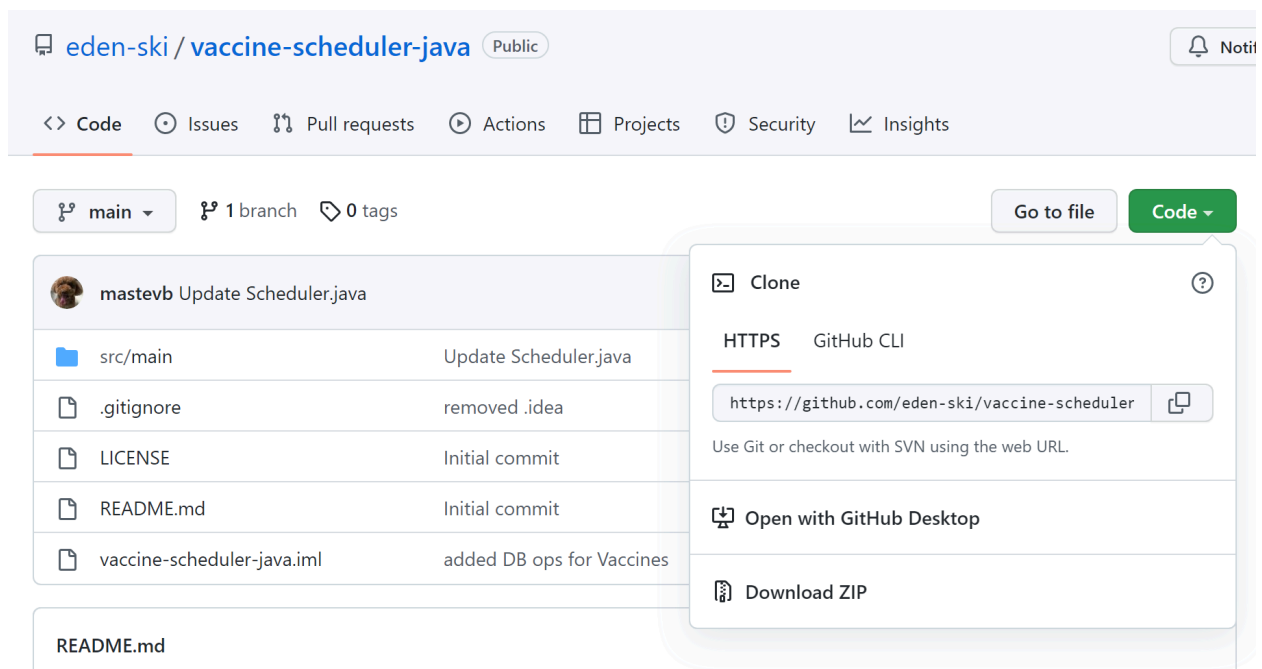 eden-ski / vaccine-scheduler-java Public
Code Issues Pull requests Actions Projects Security Insights
main 1 branch 0 tags Go to file Code
mastevb Update Scheduler.java
src/main Update Scheduler.java
.gitignore removed .idea
LICENSE Initial commit
README.md Initial commit
vaccine-scheduler-java.iml added DB ops for Vaccines
README.md
Clone
HTTPS GitHub CLI
https://github.com/eden-ski/vaccine-scheduler
Use Git or checkout with SVN using the web URL.
Open with GitHub Desktop
Download ZIP